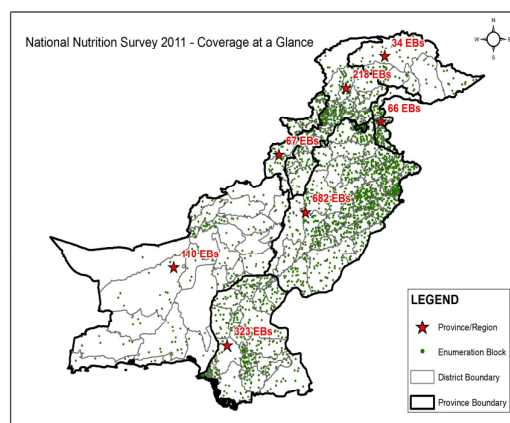 National Nutrition Survey 2011 - Coverage at a Glance
N
W
E
S
34 EBs
218 EBs
66 EBs
67 EBs
682 EBs
110 EBs
323 EBs
LEGEND
Province/Region
Enumeration Block
District Boundary
Province Boundary